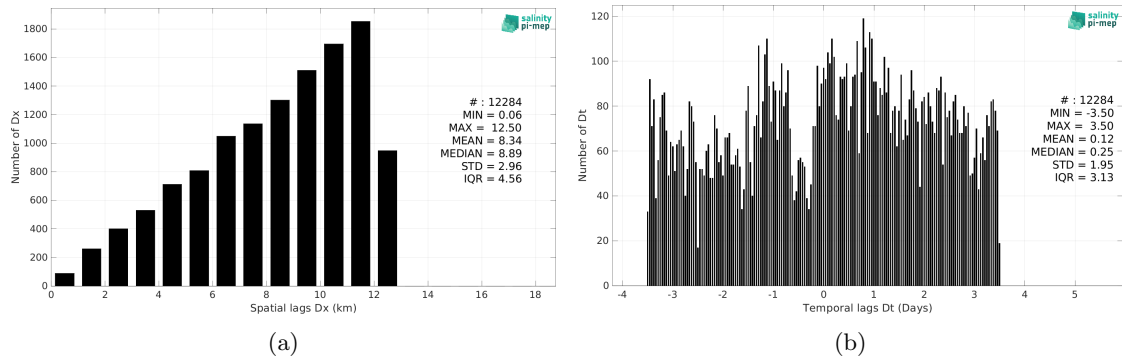 1800
1600
1400
1200
1000
800
600
400
200
0
Number of Dx
salinity
pi-mep
# : 12284
MIN = 0.06
MAX = 12.50
MEAN = 8.34
MEDIAN = 8.89
STD = 2.96
IQR = 4.56
0 2 4 6 8 10 12 14 16 18
Spatial lags Dx (km)
(a)
120
100
80
60
40
20
0
Number of Dt
salinity
pi-mep
# : 12284
MIN = -3.50
MAX = 3.50
MEAN = 0.12
MEDIAN = 0.25
STD = 1.95
IQR = 3.13
-4 -3 -2 -1 0 1 2 3 4 5
Temporal lags Dt (Days)
(b)